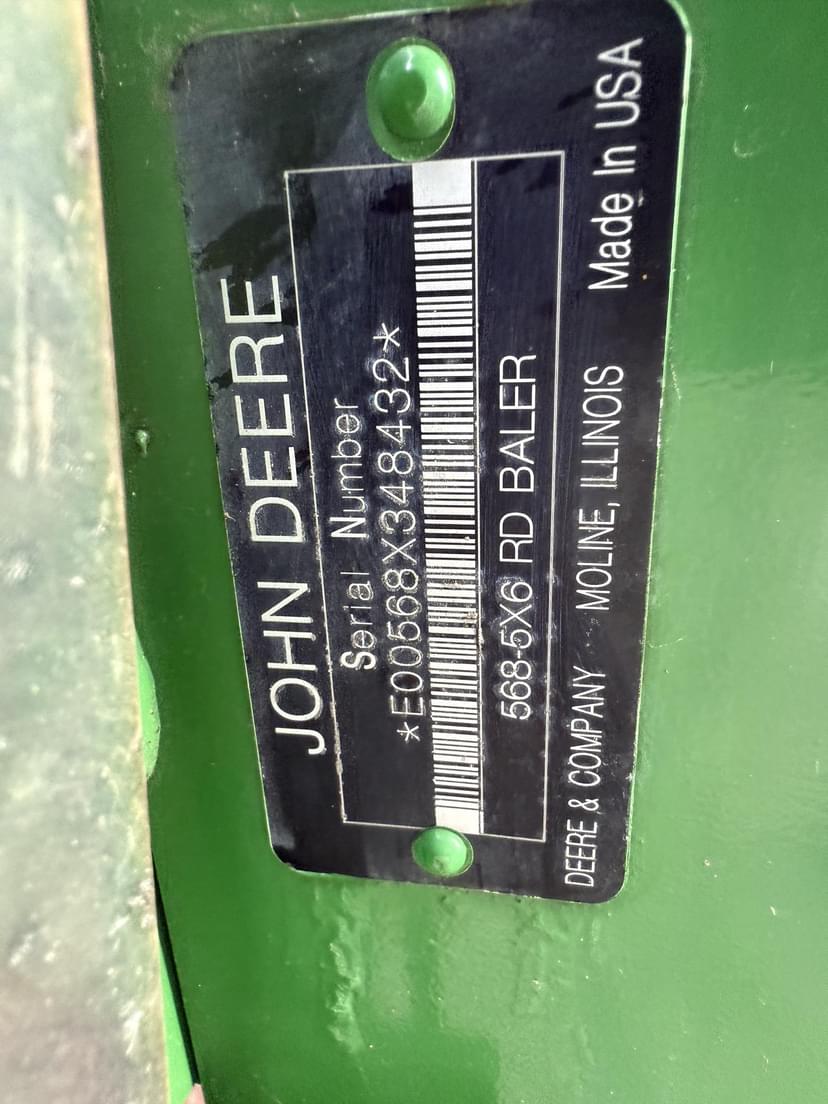 JOHN DEERE
Serial Number
*E00568X348432*
568-5X6 RD BALER
DEERE & COMPANY MOLINE, ILLINOIS Made In USA